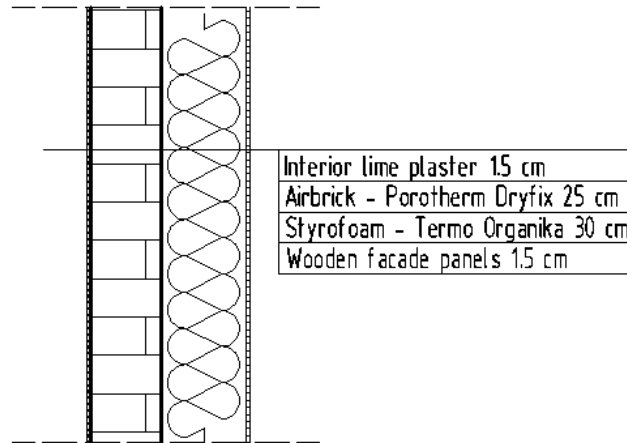 Interior lime plaster 1.5 cm
Airbrick - Porotherm Dryfix 25 cm
Styrofoam - Termo Organika 30 cm
Wooden facade panels 1.5 cm